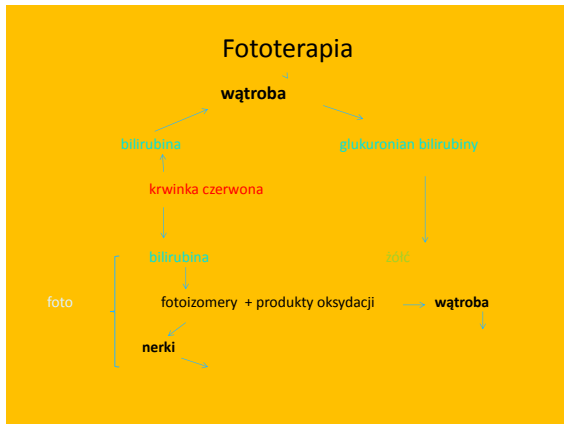 Fototerapia
wątroba
bilirubina glukuronian bilirubiny
krwinka czerwona
bilirubina żółć
foto fotoizomery + produkty oksydacji wątroba
nerki